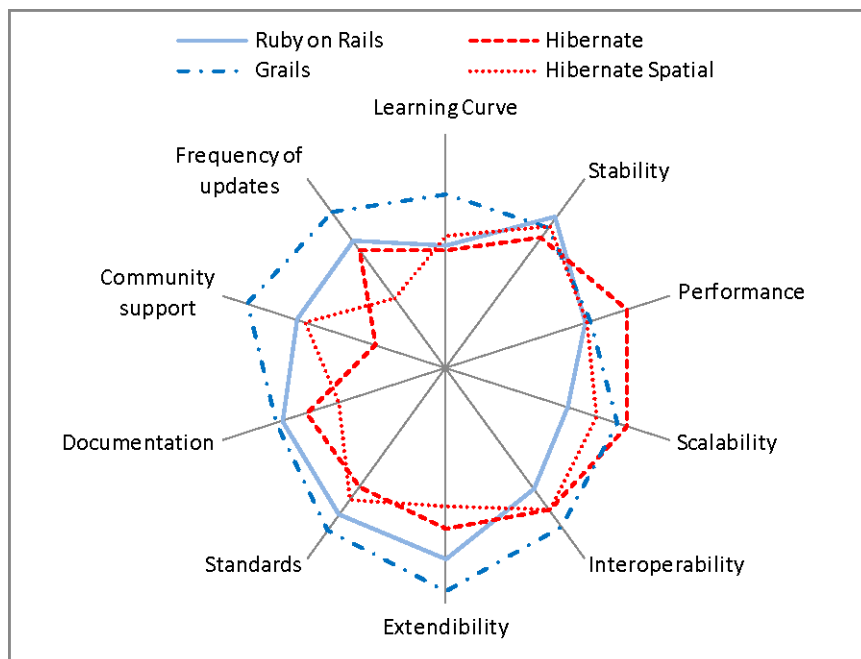 Ruby on Rails
Hibernate
Grails
Hibernate Spatial
Learning Curve
Frequency of
updates
Stability
Community
support
Performance
Documentation
Scalability
Standards
Interoperability
Extendibility